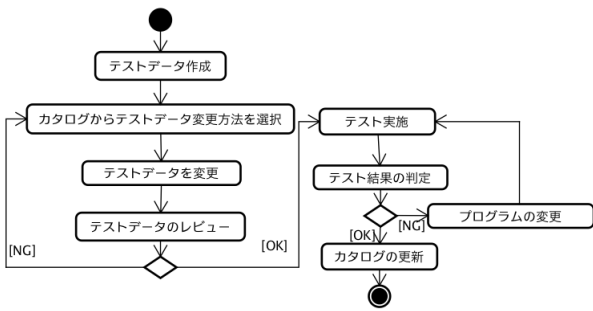 テストデータ作成
カタログからテストデータ変更方法を選択
テストデータを変更
テストデータのレビュー
[NG]
[OK]
テスト実施
テスト結果の判定
[NG]
プログラムの変更
[OK]
カタログの更新